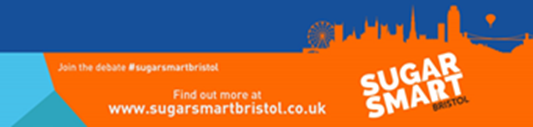 Join the debate #sugarsmartbristol
Find out more at
www.sugarsmartbristol.co.uk
SUGAR
SMART
BRISTOL